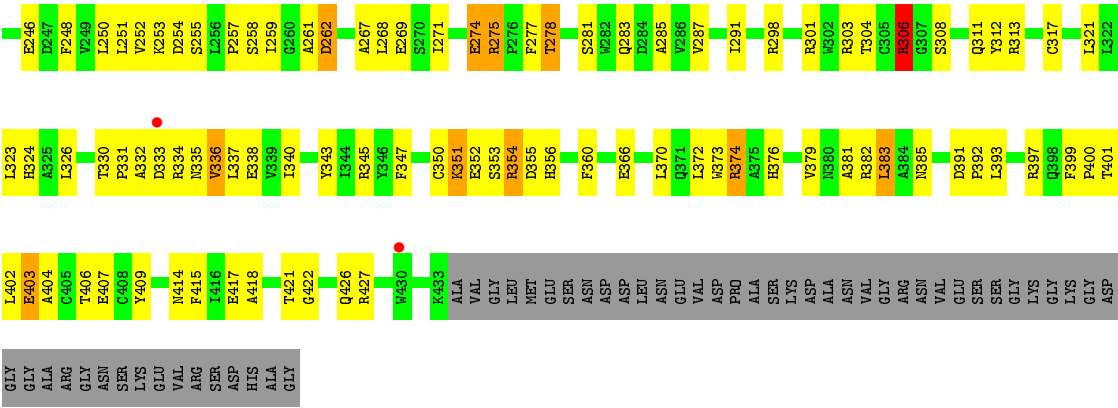 E246 D247 F248 V249 L250 L251 V252 K253 D254 S255 L256 P257 S258 I259 G260 A261 D262 A267 L268 E269 S270 I271 E274 R275 P276 F277 T278 S281 W282 Q283 D284 A285 V286 V287 I291 R298 R301 W302 R303 T304 C305 R306 G307 S308 Q311 Y312 R313 C317 L321 L322
L323 H324 A325 L326 T330 P331 A332 D333 R334 N335 V336 L337 E338 V339 I340 Y343 I344 R345 Y346 F347 C350 K351 E352 S353 R354 D355 H356 F360 E366 L370 Q371 L372 W373 R374 A375 H376 V379 N380 A381 R382 L383 A384 N385 D391 P392 L393 R397 Q398 F399 P400 T401
L402 E403 A404 C405 T406 E407 C408 Y409 N414 F415 I416 E417 A418 T421 G422 Q426 R427 W430 K433 ALA VAL GLY LEU MET GLU SER ASN ASP ASP LEU ASN GLU VAL ASP PRO ALA SER LYS ASP ALA ASN VAL GLY ARG ASN VAL GLU SER SER GLY LYS GLY LYS GLY ASP
GLY GLY ALA ARG GLY ASN SER LYS GLU VAL ARG SER ASP HIS ALA GLY